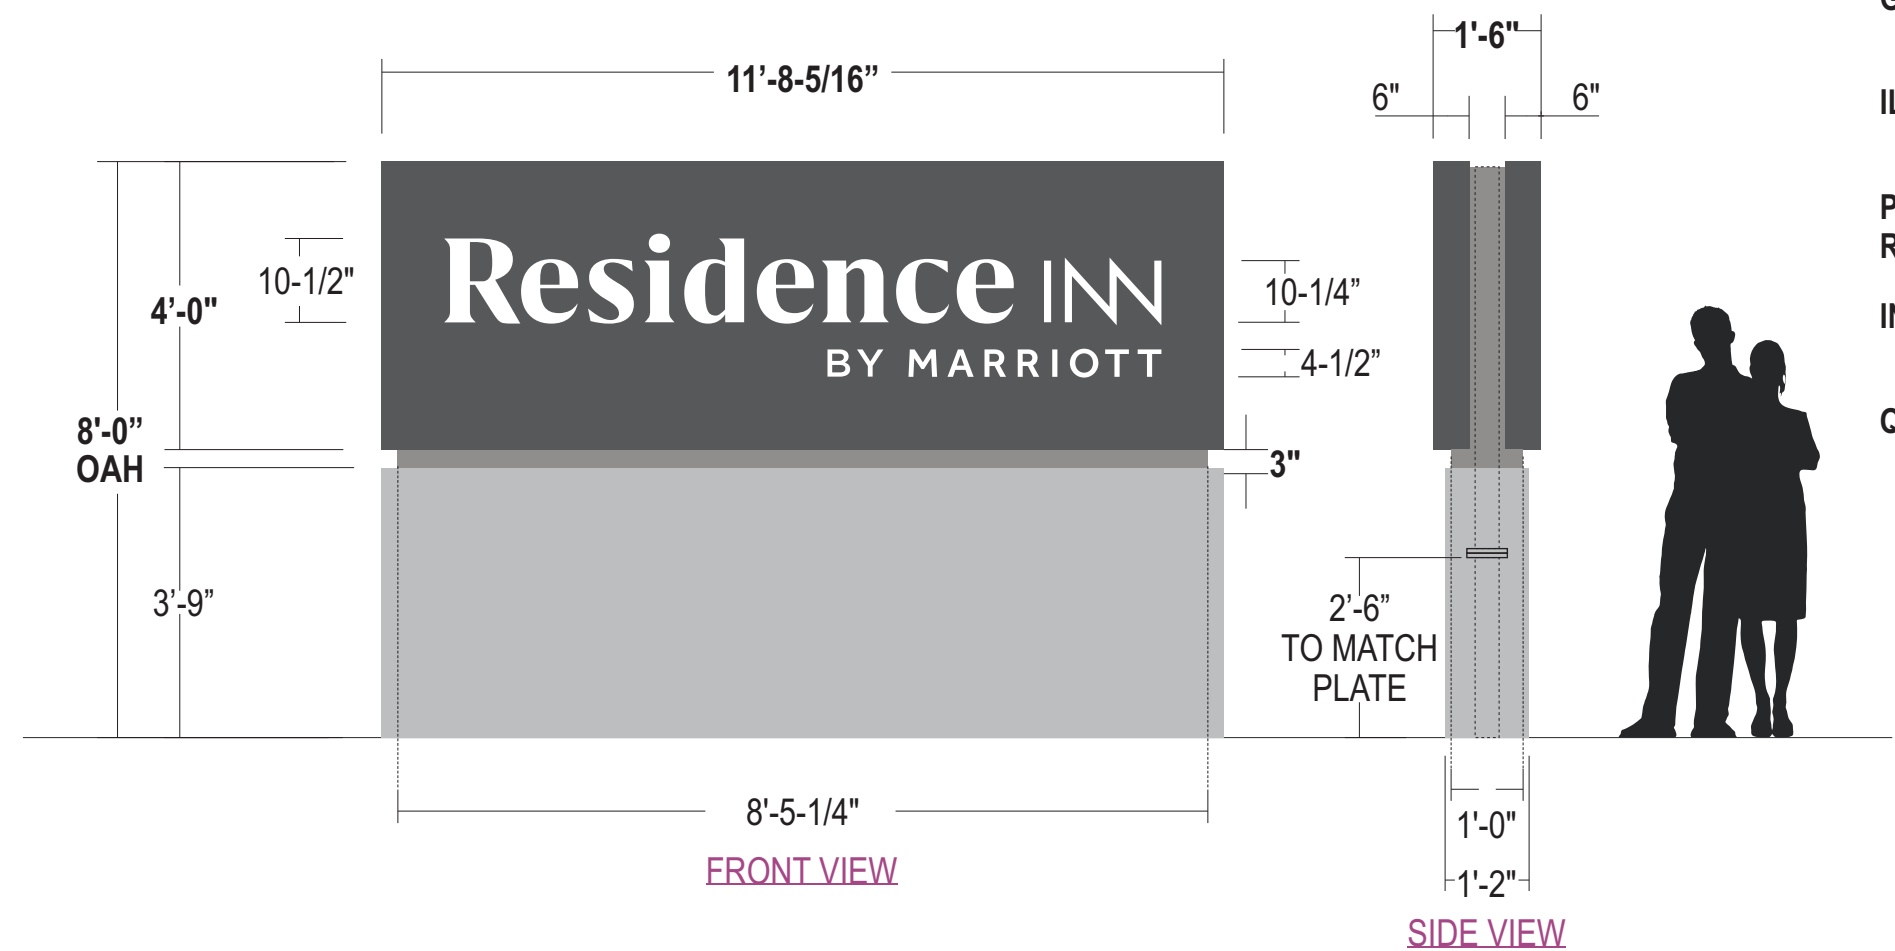 1'-6"
11’-8-5/16”
6" 6"
Residence INN
BY MARRIOTT
10-1/2"
4’-0"
10-1/4”
4-1/2”
8'-0”
OAH
3"
3’-9”
2’-6”
TO MATCH
PLATE
8'-5-1/4"
1'-0"
1'-2"
FRONT VIEW
SIDE VIEW